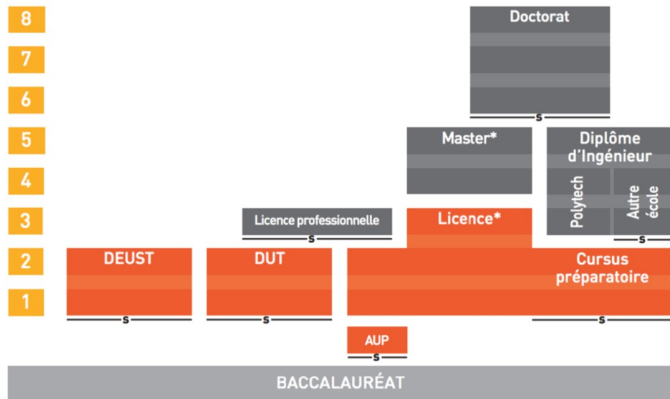 8
Doctorat
7
6
S
5
Master*
Diplôme
d'Ingénieur
4
Polytech
Autre
école
3
Licence professionnelle
Licence*
S
S
2
DEUST
DUT
Cursus
préparatoire
1
S
S
S
AUP
S
BACCALAURÉAT